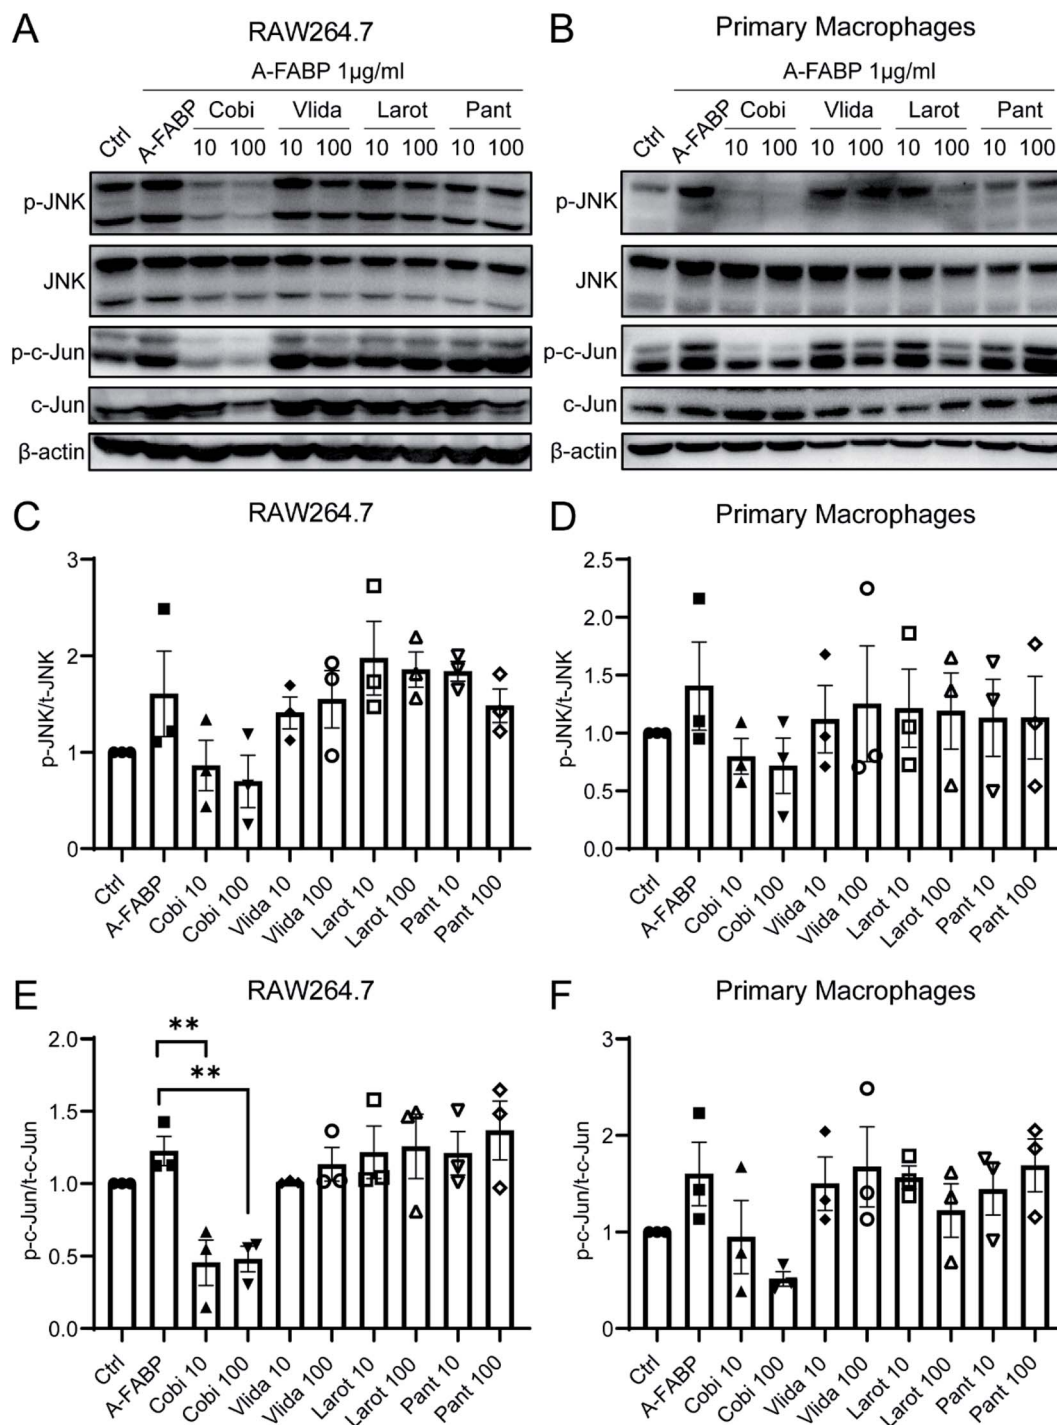 A
RAW264.7
A-FABP 1µg/ml
Ctrl
A-FABP
Cobi
Vlida
Larot
Pant
10 100 10 100 10 100 10 100
p-JNK
JNK
p-c-Jun
c-Jun
β-actin
B
Primary Macrophages
A-FABP 1µg/ml
Ctrl
A-FABP
Cobi
Vlida
Larot
Pant
10 100 10 100 10 100 10 100
p-JNK
JNK
p-c-Jun
c-Jun
β-actin
C
RAW264.7
p-JNK/t-JNK
3
2
1
0
Ctrl
A-FABP
Cobi 10
Cobi 100
Vlida 10
Vlida 100
Larot 10
Larot 100
Pant 10
Pant 100
D
Primary Macrophages
p-JNK/t-JNK
2.5
2.0
1.5
1.0
0.5
0.0
Ctrl
A-FABP
Cobi 10
Cobi 100
Vlida 10
Vlida 100
Larot 10
Larot 100
Pant 10
Pant 100
E
RAW264.7
p-c-Jun/t-c-Jun
2.0
1.5
1.0
0.5
0.0
**
**
Ctrl
A-FABP
Cobi 10
Cobi 100
Vlida 10
Vlida 100
Larot 10
Larot 100
Pant 10
Pant 100
F
Primary Macrophages
p-c-Jun/t-c-Jun
3
2
1
0
Ctrl
A-FABP
Cobi 10
Cobi 100
Vlida 10
Vlida 100
Larot 10
Larot 100
Pant 10
Pant 100